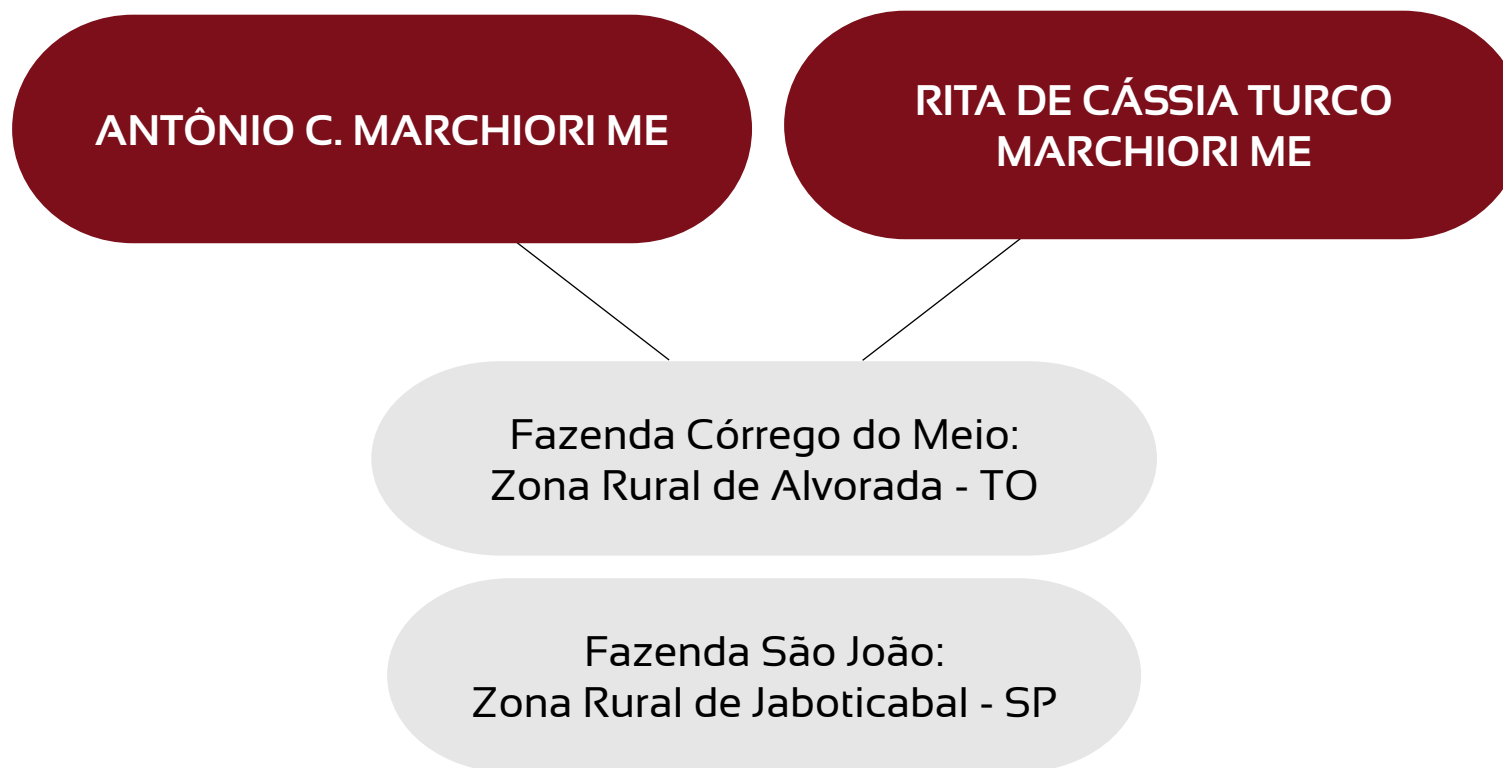 ANTÔNIO C. MARCHIORI ME
RITA DE CÁSSIA TURCO
MARCHIORI ME
Fazenda Córrego do Meio:
Zona Rural de Alvorada - TO
Fazenda São João:
Zona Rural de Jaboticabal - SP